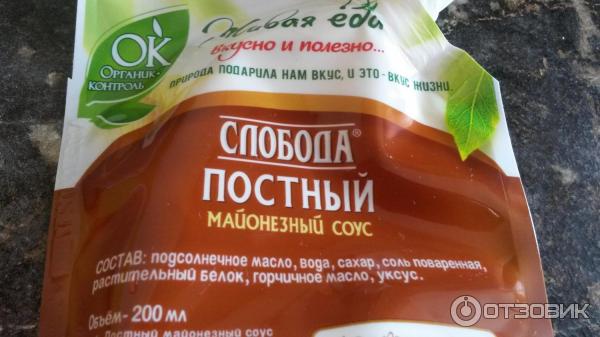 Живая еда
вкусно и полезно...
ОК
ОРГАНИК-
КОНТРОЛЬ
ПРИРОДА ПОДАРИЛА НАМ ВКУС, И ЭТО - ВКУС ЖИЗНИ.
СЛОБОДА®
ПОСТНЫЙ
МАЙОНЕЗНЫЙ СОУС
СОСТАВ: подсолнечное масло, вода, сахар, соль поваренная,
растительный белок, горчичное масло, уксус.
Объём - 200 мл
Постный майонезный соус
ОТЗОВИК